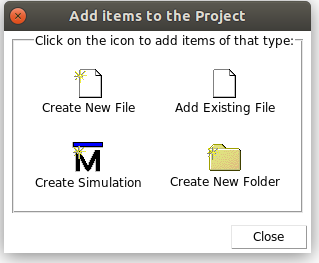 Add items to the Project
Click on the icon to add items of that type:
Create New File
Add Existing File
M
Create Simulation
Create New Folder
Close